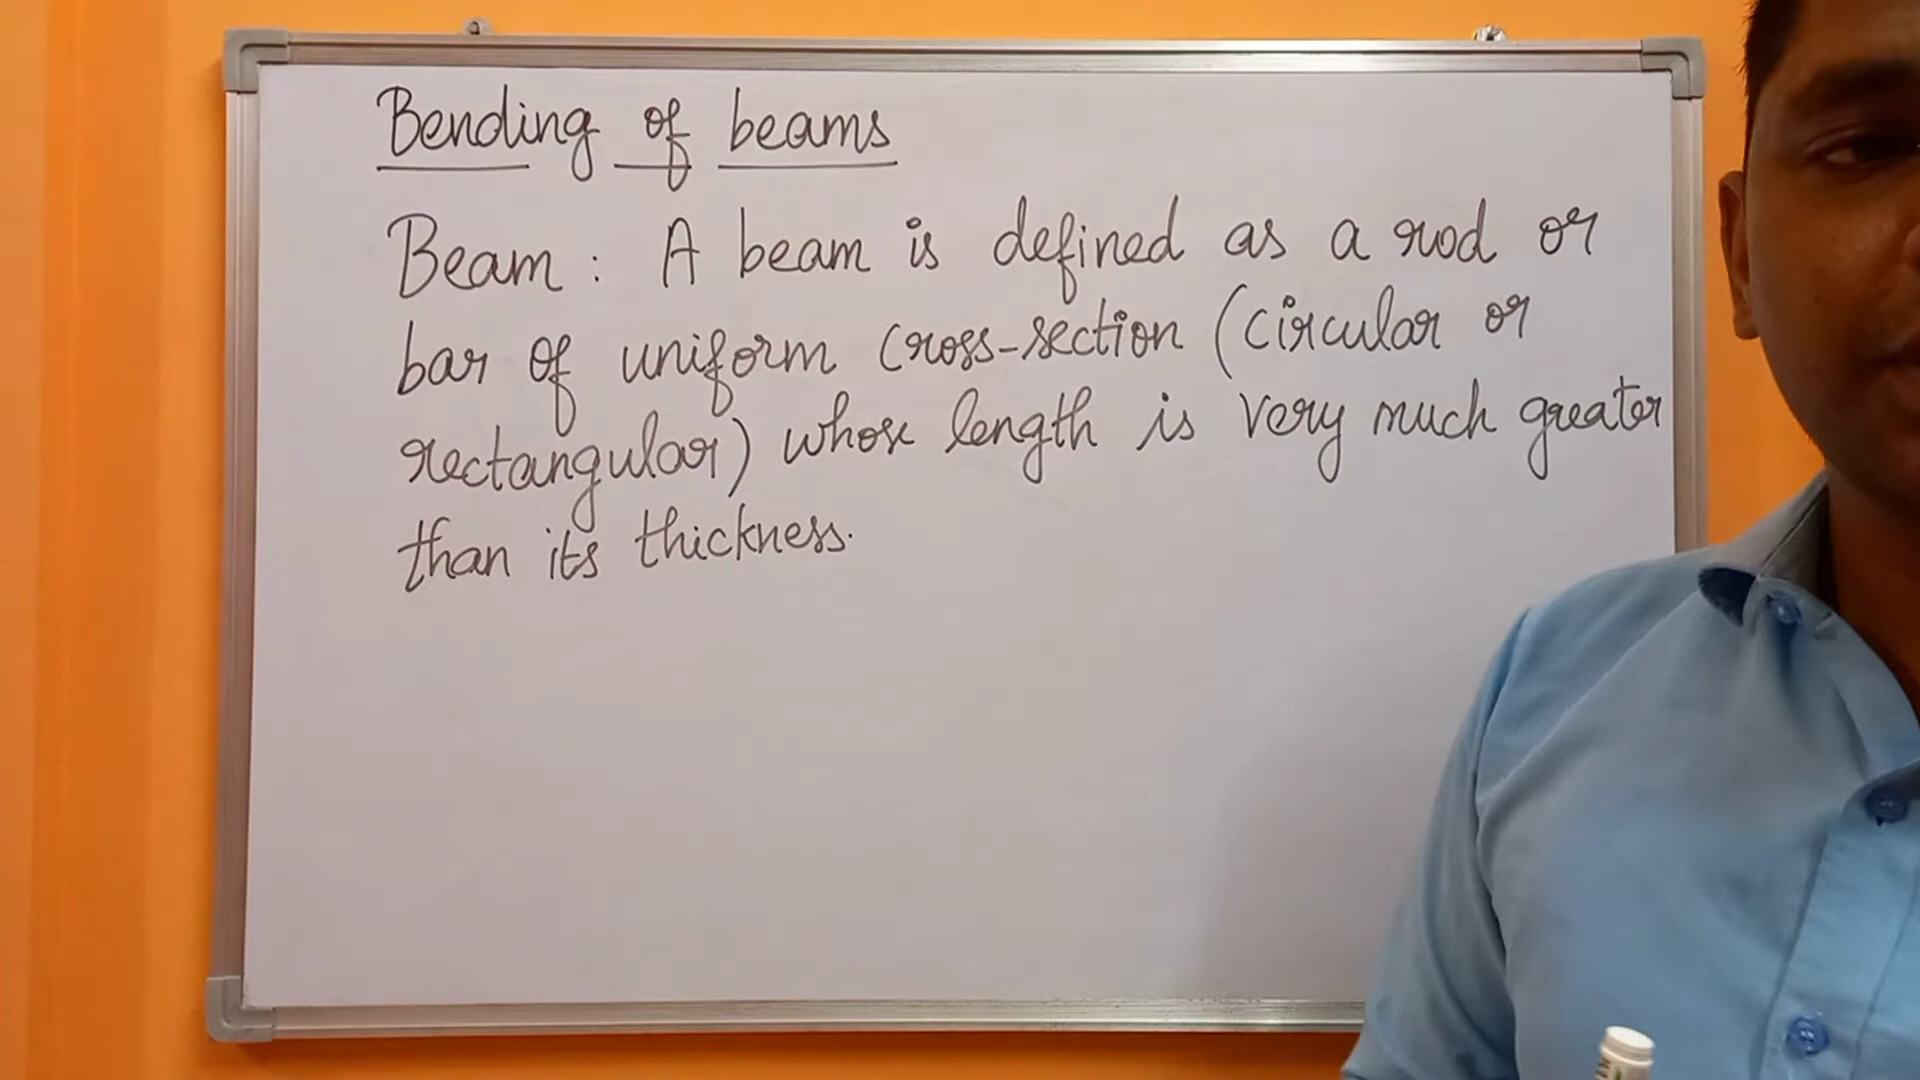 Bending of beams
Beam : A beam is defined as a rod or
bar of uniform cross-section (circular or
rectangular) whose length is very much greater
than its thickness.